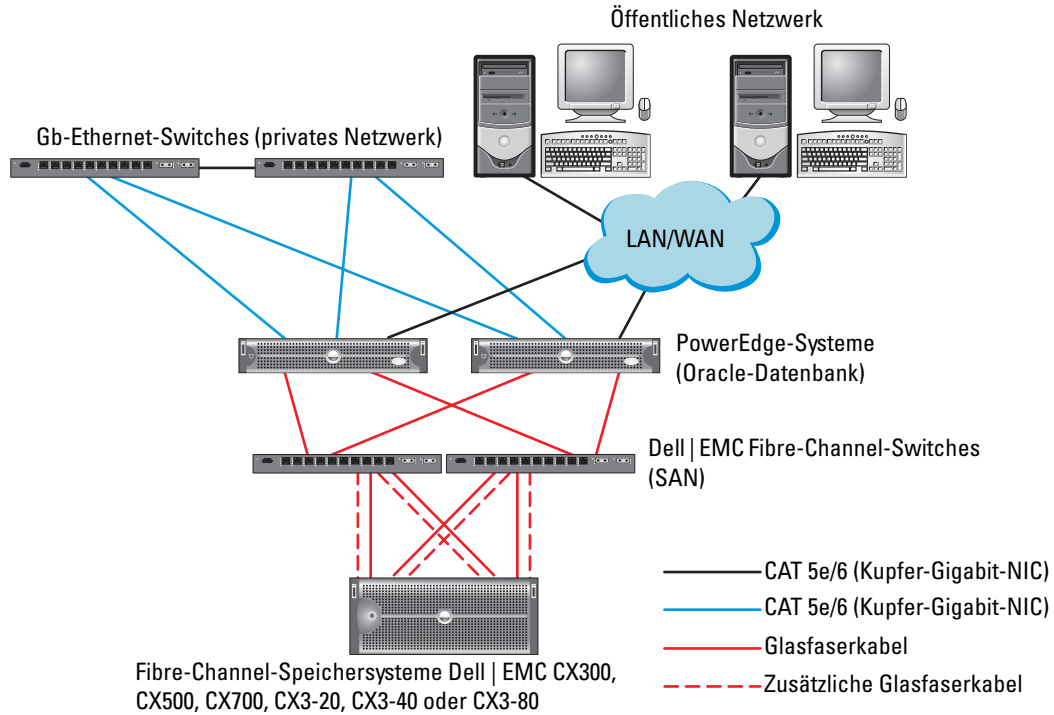 Öffentliches Netzwerk
Gb-Ethernet-Switches (privates Netzwerk)
LAN/WAN
PowerEdge-Systeme
(Oracle-Datenbank)
Dell | EMC Fibre-Channel-Switches
(SAN)
CAT 5e/6 (Kupfer-Gigabit-NIC)
CAT 5e/6 (Kupfer-Gigabit-NIC)
Glasfaserkabel
Zusätzliche Glasfaserkabel
Fibre-Channel-Speichersysteme Dell | EMC CX300,
CX500, CX700, CX3-20, CX3-40 oder CX3-80